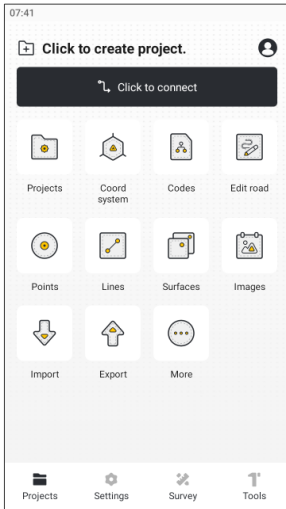 07:41
Click to create project.
Click to connect
Projects
Coord
system
Codes
Edit road
Points
Lines
Surfaces
Images
Import
Export
More
Projects
Settings
Survey
Tools